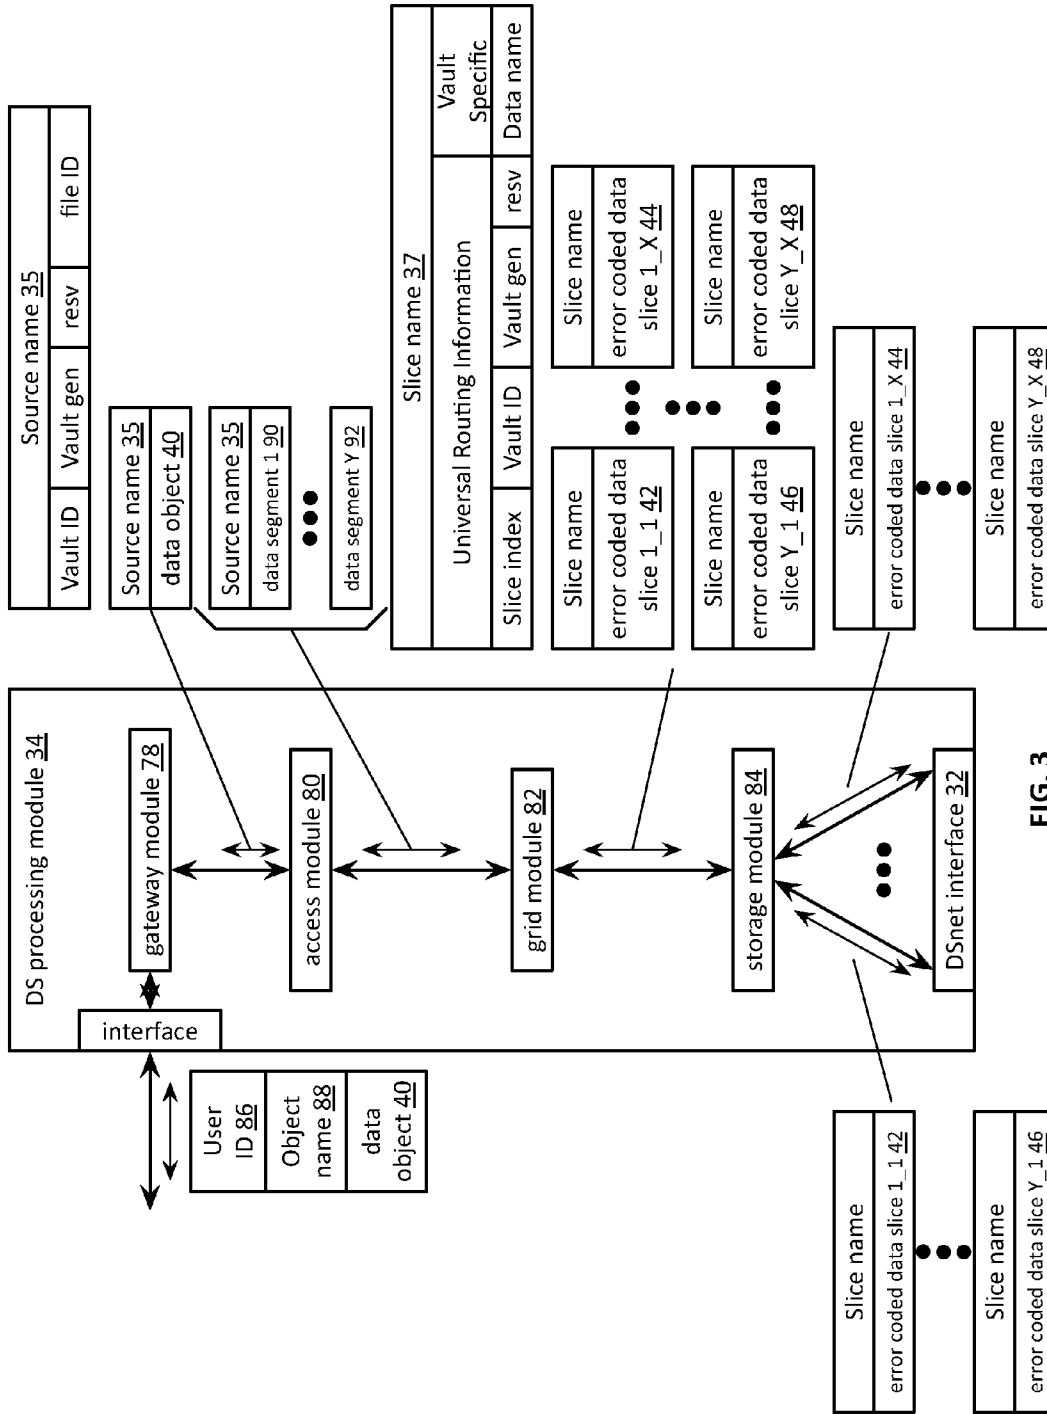 Source name 35
Vault ID
Vault gen
resv
file ID
Source name 35
data object 40
Source name 35
data segment 1 90
data segment Y 92
Slice name 37
Universal Routing Information
Vault
Specific
Slice index
Vault ID
Vault gen
resv
Data name
Slice name
error coded data
slice 1_1 42
Slice name
error coded data
slice 1_X 44
Slice name
error coded data
slice Y_1 46
Slice name
error coded data
slice Y_X 48
DS processing module 34
interface
gateway module 78
access module 80
grid module 82
storage module 84
DSnet interface 32
User
ID 86
Object
name 88
data
object 40
Slice name
error coded data slice 1_1 42
Slice name
error coded data slice Y_1 46
Slice name
error coded data slice 1_X 44
Slice name
error coded data slice Y_X 48
FIG. 3